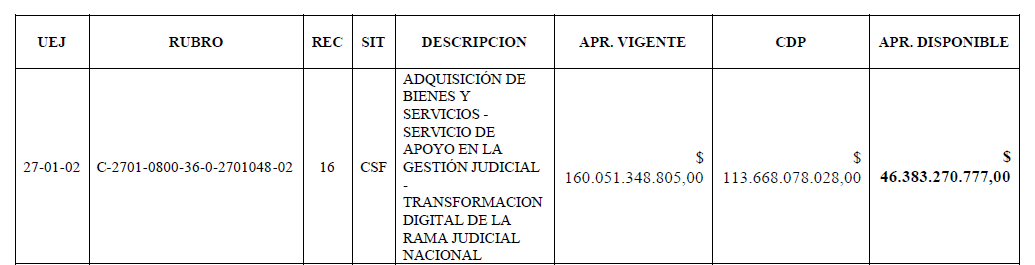 UEJ RUBRO REC SIT DESCRIPCION APR. VIGENTE CDP APR. DISPONIBLE
27-01-02
C-2701-0800-36-0-2701048-02
16
CSF
ADQUISICIÓN DE
BIENES Y
SERVICIOS -
SERVICIO DE
APOYO EN LA
GESTIÓN JUDICIAL
-
TRANSFORMACION
DIGITAL DE LA
RAMA JUDICIAL
NACIONAL
$
160.051.348.805,00
$
113.668.078.028,00
$
46.383.270.777,00